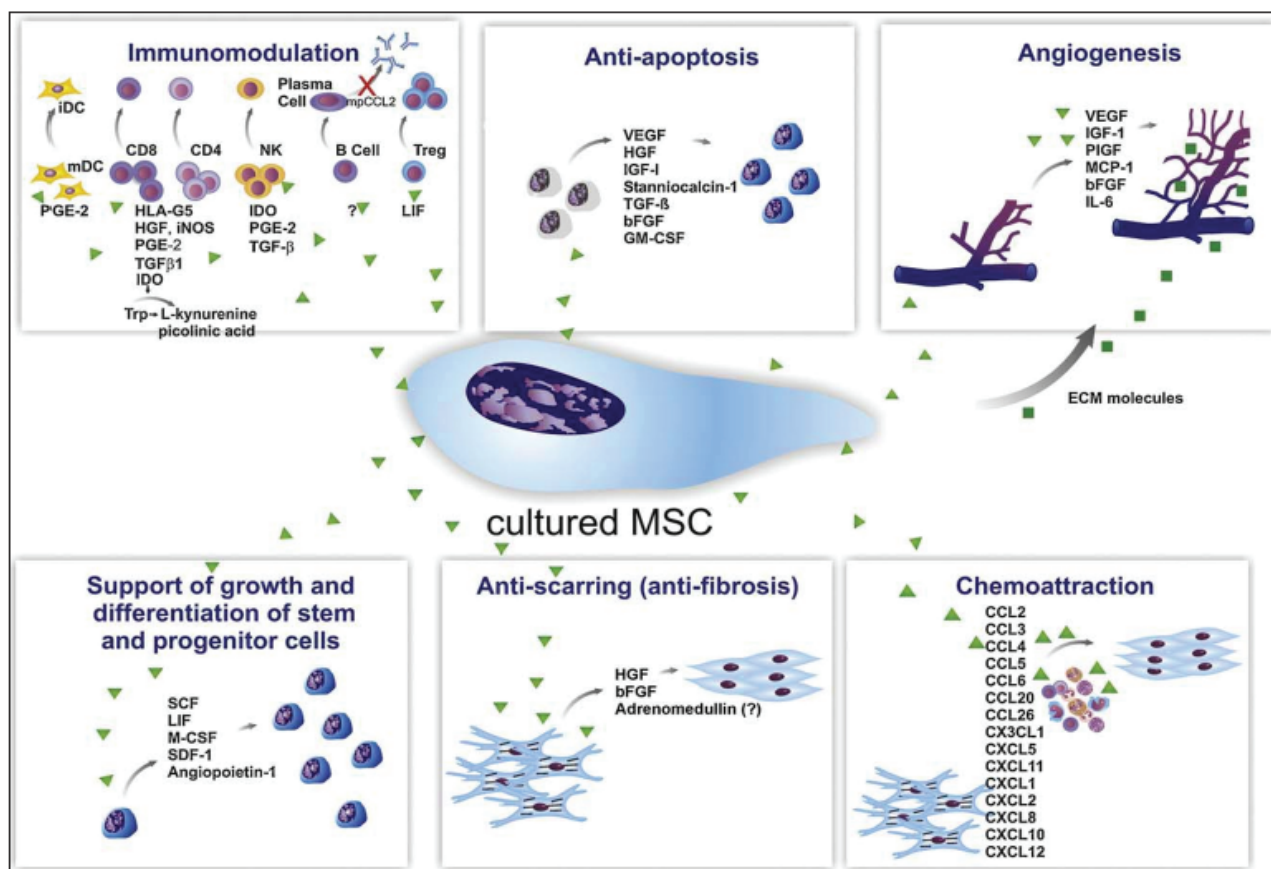 Immunomodulation
iDC
Plasma
Cell
mpCCL2
mDC
CD8
CD4
NK
B Cell
Treg
PGE-2
HLA-G5
HGF, iNOS
PGE-2
TGFβ1
IDO
IDO
PGE-2
TGF-β
?
LIF
Trp→L-kynurenine
picolinic acid
Anti-apoptosis
VEGF
HGF
IGF-I
Stanniocalcin-1
TGF-ß
bFGF
GM-CSF
Angiogenesis
VEGF
IGF-1
PIGF
MCP-1
bFGF
IL-6
ECM molecules
cultured MSC
Support of growth and
differentiation of stem
and progenitor cells
SCF
LIF
M-CSF
SDF-1
Angiopoietin-1
Anti-scarring (anti-fibrosis)
HGF
bFGF
Adrenomedullin (?)
Chemoattraction
CCL2
CCL3
CCL4
CCL5
CCL6
CCL20
CCL26
CX3CL1
CXCL5
CXCL11
CXCL1
CXCL2
CXCL8
CXCL10
CXCL12